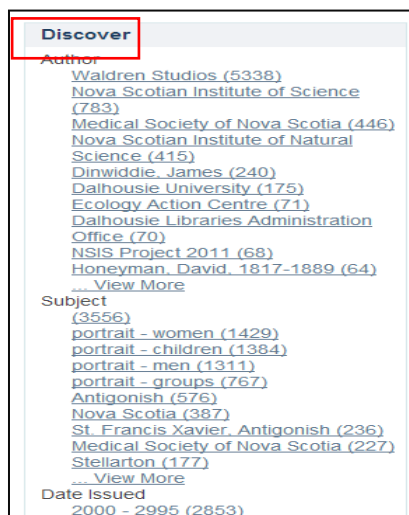 Discover
Author
Waldren Studios (5338)
Nova Scotian Institute of Science
(783)
Medical Society of Nova Scotia (446)
Nova Scotian Institute of Natural
Science (415)
Dinwiddie, James (240)
Dalhousie University (175)
Ecology Action Centre (71)
Dalhousie Libraries Administration
Office (70)
NSIS Project 2011 (68)
Honeyman, David, 1817-1889 (64)
... View More
Subject
(3556)
portrait - women (1429)
portrait - children (1384)
portrait - men (1311)
portrait - groups (767)
Antigonish (576)
Nova Scotia (387)
St. Francis Xavier, Antigonish (236)
Medical Society of Nova Scotia (227)
Stellarton (177)
... View More
Date Issued
2000 - 2995 (2853)